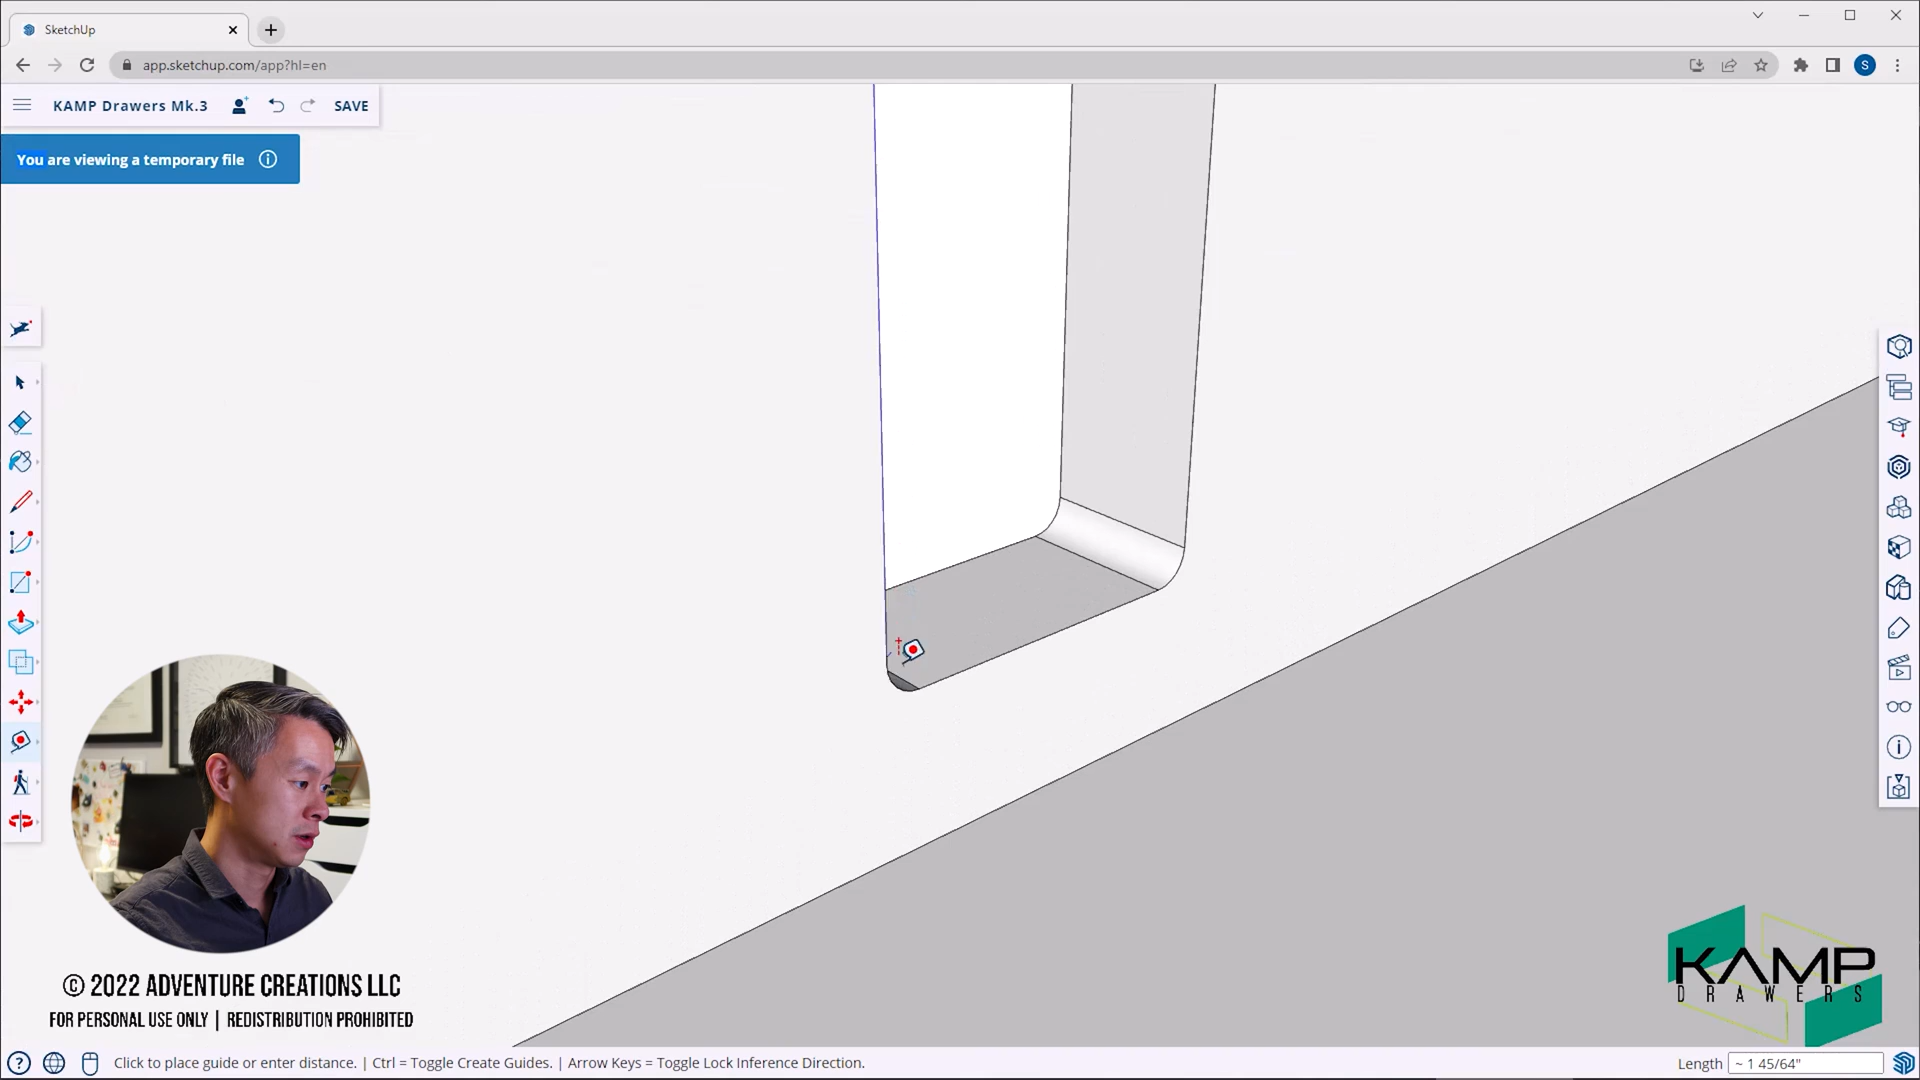 SketchUp
app.sketchup.com/app?hl=en
S
KAMP Drawers Mk.3
SAVE
You are viewing a temporary file
© 2022 ADVENTURE CREATIONS LLC
FOR PERSONAL USE ONLY | REDISTRIBUTION PROHIBITED
KAMP
DRAWERS
Click to place guide or enter distance. | Ctrl = Toggle Create Guides. | Arrow Keys = Toggle Lock Inference Direction.
Length ~ 1 45/64"